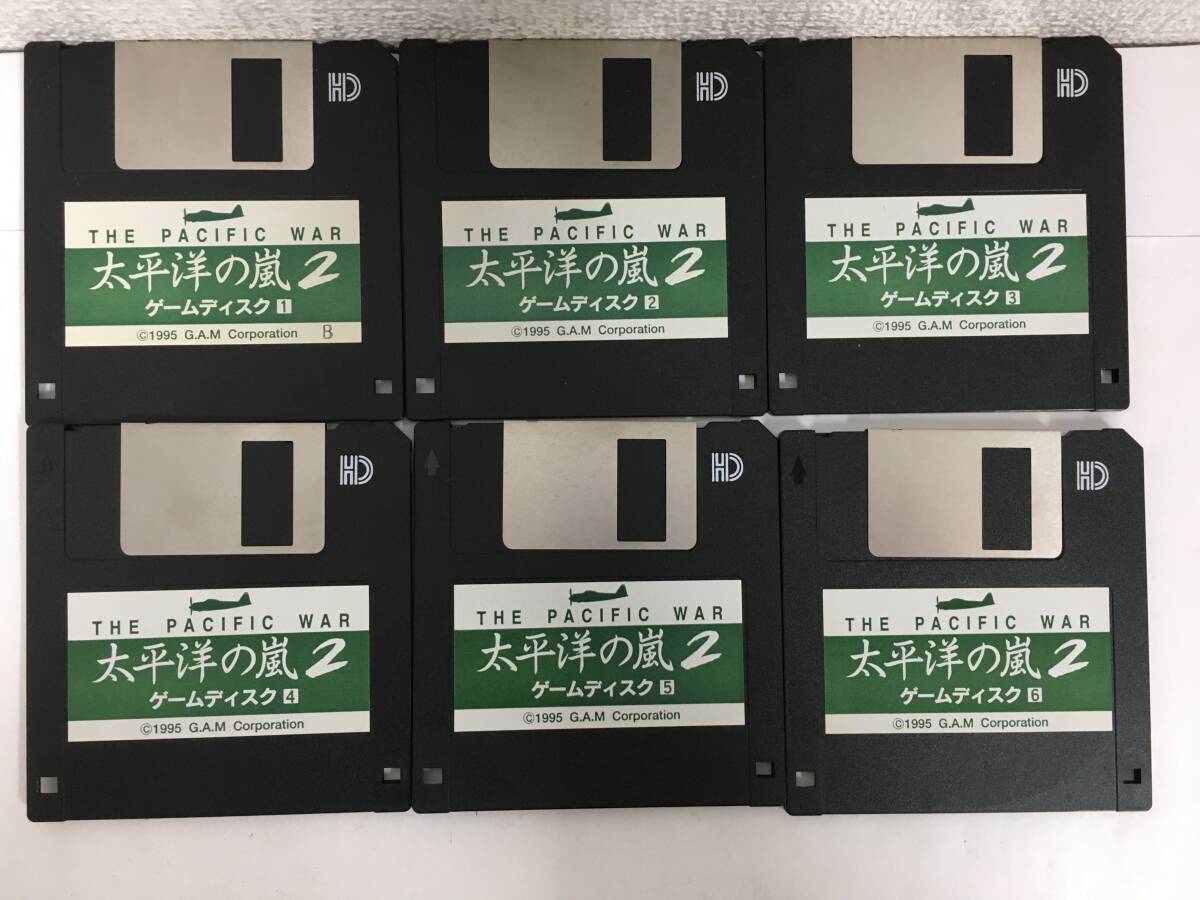 HD
THE PACIFIC WAR
太平洋の嵐2
ゲームディスク 1
©1995 G.A.M Corporation B
HD
THE PACIFIC WAR
太平洋の嵐2
ゲームディスク 2
©1995 G.A.M Corporation
HD
THE PACIFIC WAR
太平洋の嵐2
ゲームディスク 3
©1995 G.A.M Corporation
HD
THE PACIFIC WAR
太平洋の嵐2
ゲームディスク 4
©1995 G.A.M Corporation
HD
THE PACIFIC WAR
太平洋の嵐2
ゲームディスク 5
©1995 G.A.M Corporation
HD
THE PACIFIC WAR
太平洋の嵐2
ゲームディスク 6
©1995 G.A.M Corporation